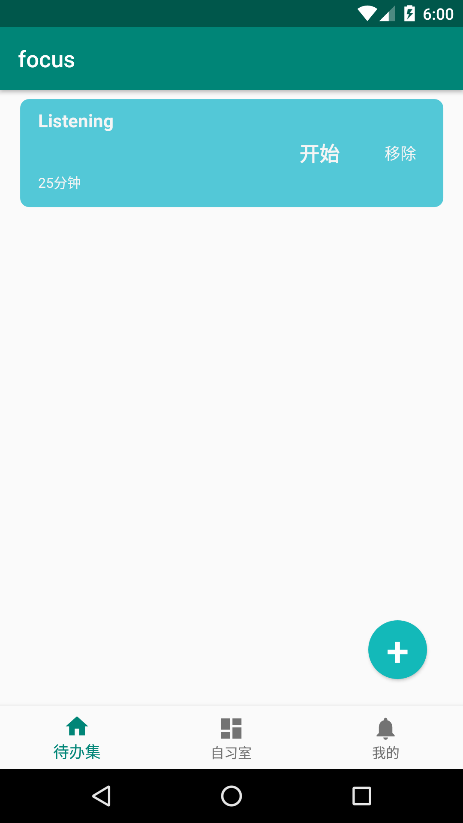 6:00
focus
Listening
开始
移除
25分钟
待办集
自习室
我的